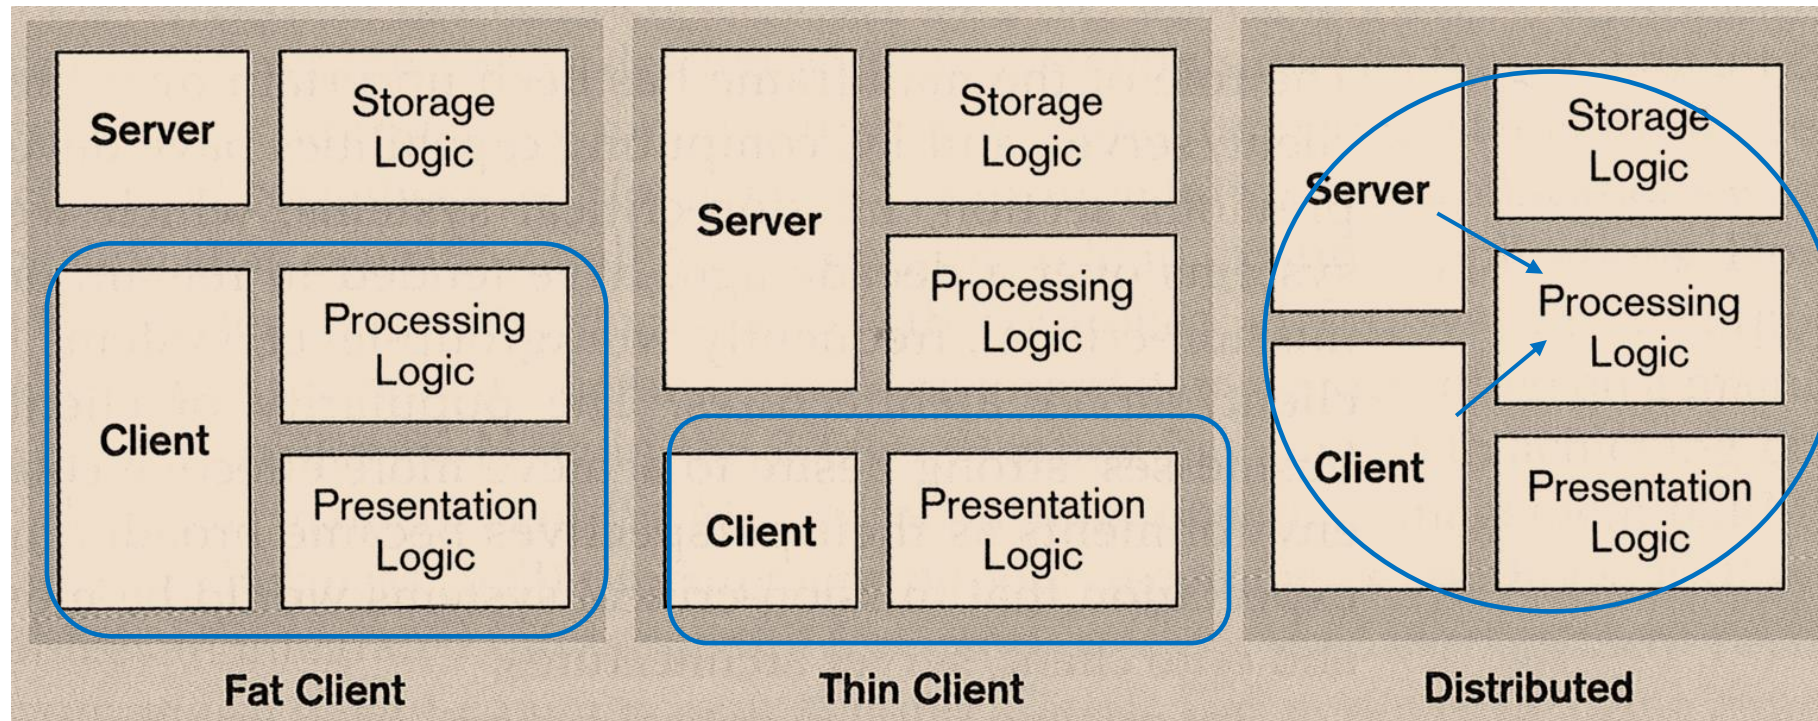 Server
Storage
Logic
Client
Processing
Logic
Presentation
Logic
Fat Client
Server
Storage
Logic
Processing
Logic
Client
Presentation
Logic
Thin Client
Server
Storage
Logic
Processing
Logic
Client
Presentation
Logic
Distributed